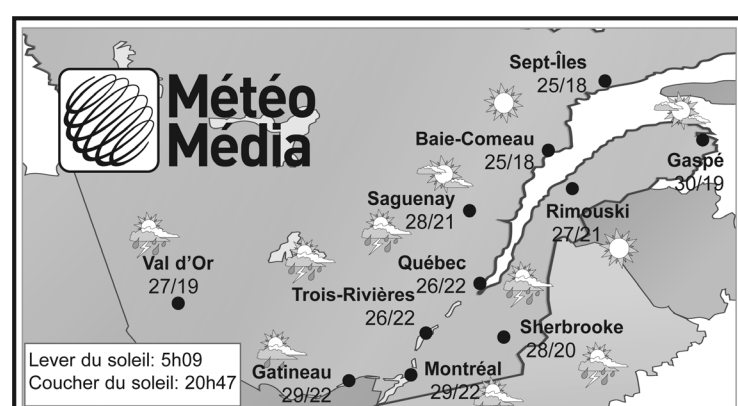 Météo
Média
Sept-Îles
25/18
Baie-Comeau
25/18
Gaspé
30/19
Saguenay
28/21
Rimouski
27/21
Val d'Or
27/19
Québec
26/22
Trois-Rivières
26/22
Sherbrooke
28/20
Gatineau
29/22
Montréal
29/22
Lever du soleil: 5h09
Coucher du soleil: 20h47